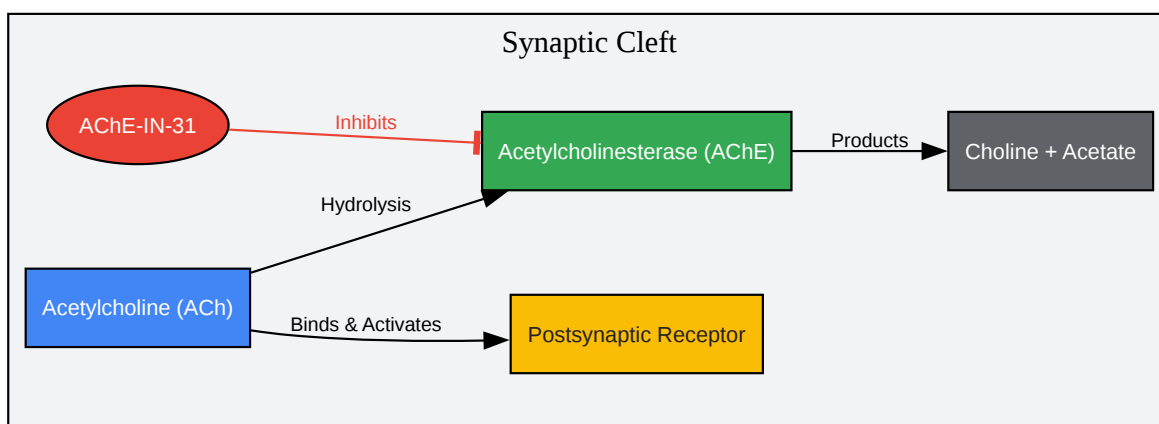 Synaptic Cleft
AChE-IN-31
Inhibits
Acetylcholinesterase (AChE)
Products
Choline + Acetate
Hydrolysis
Acetylcholine (ACh)
Binds & Activates
Postsynaptic Receptor